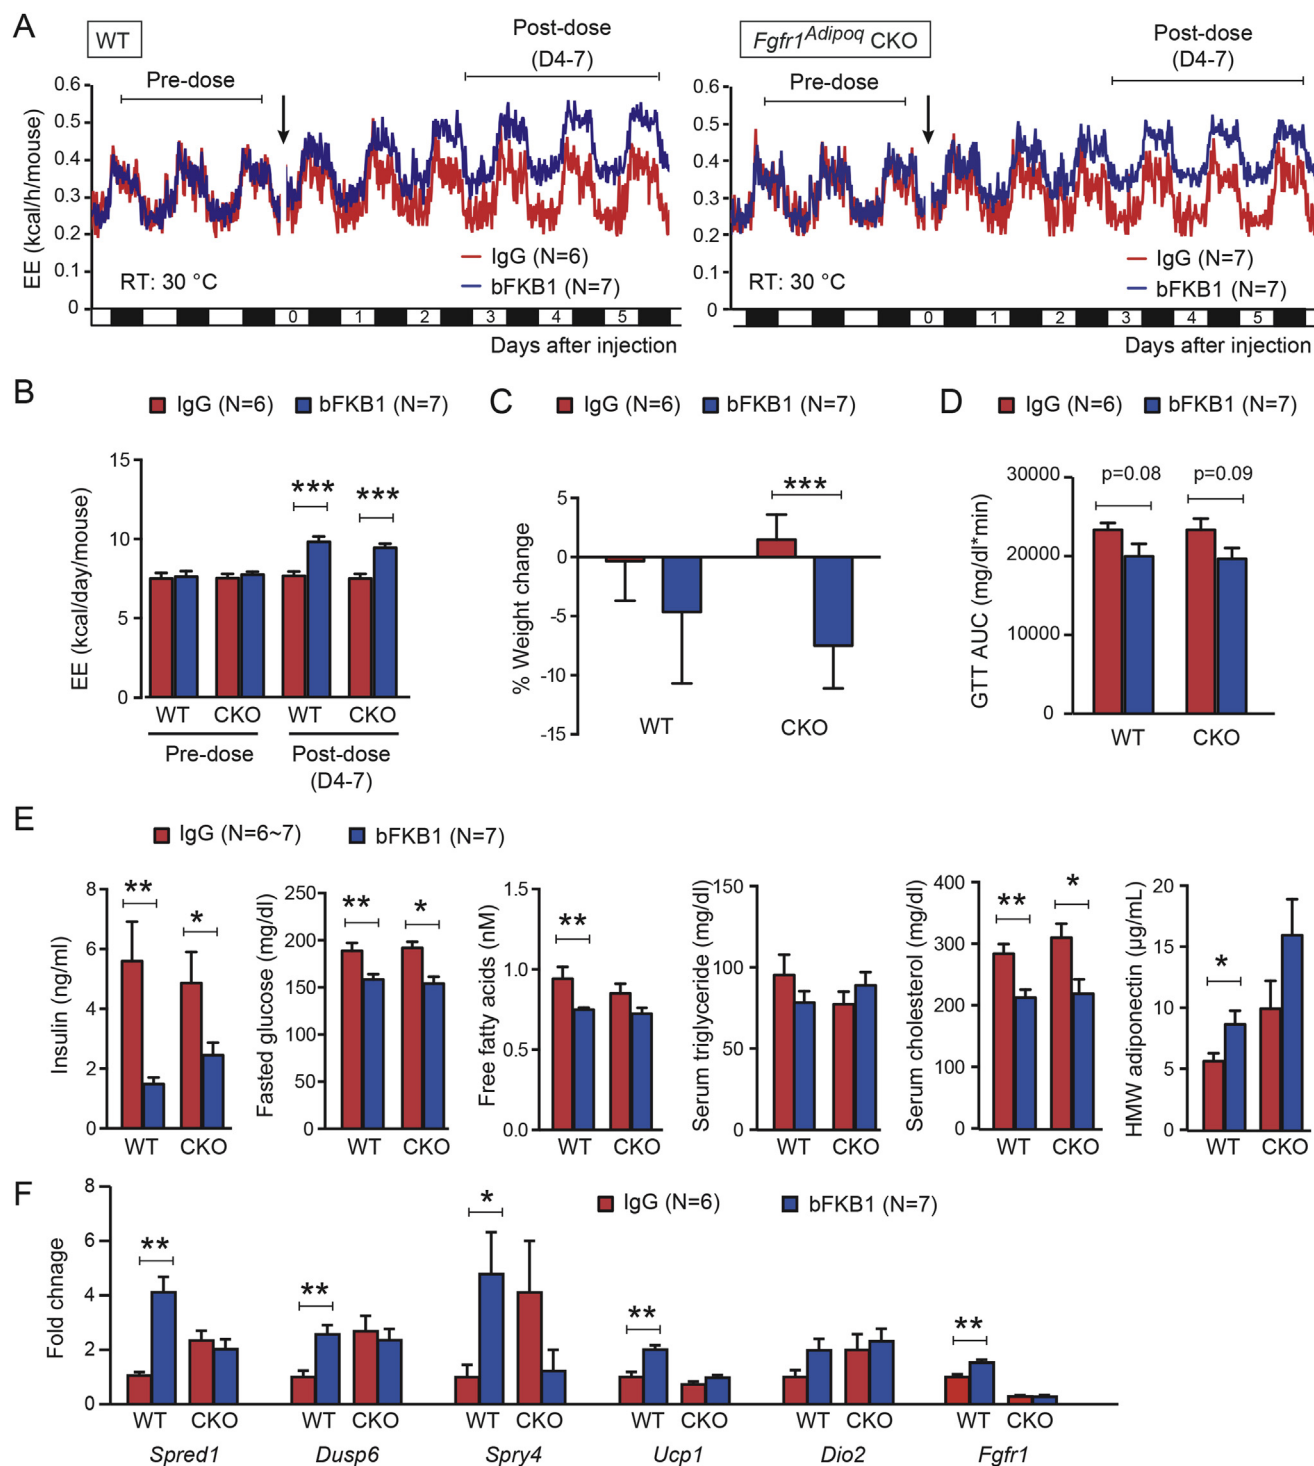 A
WT
Pre-dose
Post-dose
(D4-7)
EE (kcal/h/mouse)
0.6
0.5
0.4
0.3
0.2
0.1
0
IgG (N=6)
bFKB1 (N=7)
RT: 30 °C
0 1 2 3 4 5
Days after injection
Fgfr1Adipoq CKO
Pre-dose
Post-dose
(D4-7)
0.6
0.5
0.4
0.3
0.2
0.1
0
IgG (N=7)
bFKB1 (N=7)
RT: 30 °C
0 1 2 3 4 5
Days after injection
B
IgG (N=6) bFKB1 (N=7)
EE (kcal/day/mouse)
15
10
5
0
*** ***
WT CKO WT CKO
Pre-dose Post-dose
(D4-7)
C
IgG (N=6) bFKB1 (N=7)
% Weight change
5
0
-5
-10
-15
***
WT CKO
D
IgG (N=6) bFKB1 (N=7)
GTT AUC (mg/dl*min)
30000
20000
10000
0
p=0.08 p=0.09
WT CKO
E
IgG (N=6~7) bFKB1 (N=7)
Insulin (ng/ml)
8
6
4
2
0
** *
WT CKO
Fasted glucose (mg/dl)
250
200
150
100
50
0
** *
WT CKO
Free fatty acids (nM)
1.5
1.0
0.5
0.0
**
WT CKO
Serum triglyceride (mg/dl)
150
100
50
0
WT CKO
Serum cholesterol (mg/dl)
400
300
200
100
0
** *
WT CKO
HMW adiponectin (µg/mL)
20
15
10
5
0
*
WT CKO
F
IgG (N=6) bFKB1 (N=7)
Fold chnage
8
6
4
2
0
** ** * ** **
WT CKO WT CKO WT CKO WT CKO WT CKO WT CKO
Spred1 Dusp6 Spry4 Ucp1 Dio2 Fgfr1